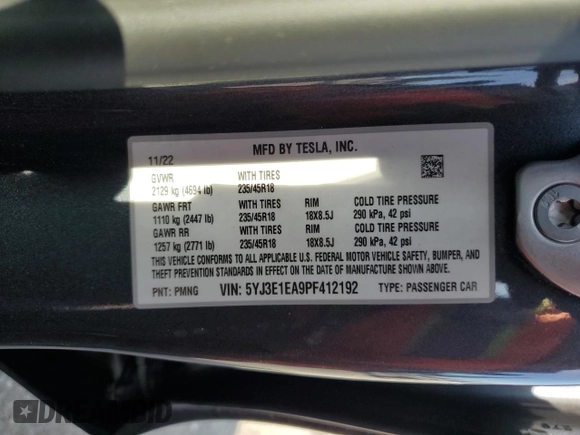 MFD BY TESLA, INC.
11/22
GVWR WITH TIRES
2129 kg (4694 lb) 235/45R18
GAWR FRT WITH TIRES RIM COLD TIRE PRESSURE
1110 kg (2447 lb) 235/45R18 18X8.5J 290 kPa, 42 psi
GAWR RR WITH TIRES RIM COLD TIRE PRESSURE
1257 kg (2771 lb) 235/45R18 18X8.5J 290 kPa, 42 psi
THIS VEHICLE CONFORMS TO ALL APPLICABLE U.S. FEDERAL MOTOR VEHICLE SAFETY, BUMPER, AND
THEFT PREVENTION STANDARDS IN EFFECT ON THE DATE OF MANUFACTURE SHOWN ABOVE.
PNT: PMNG VIN: 5YJ3E1EA9PF412192 TYPE: PASSENGER CAR
DREAMBID